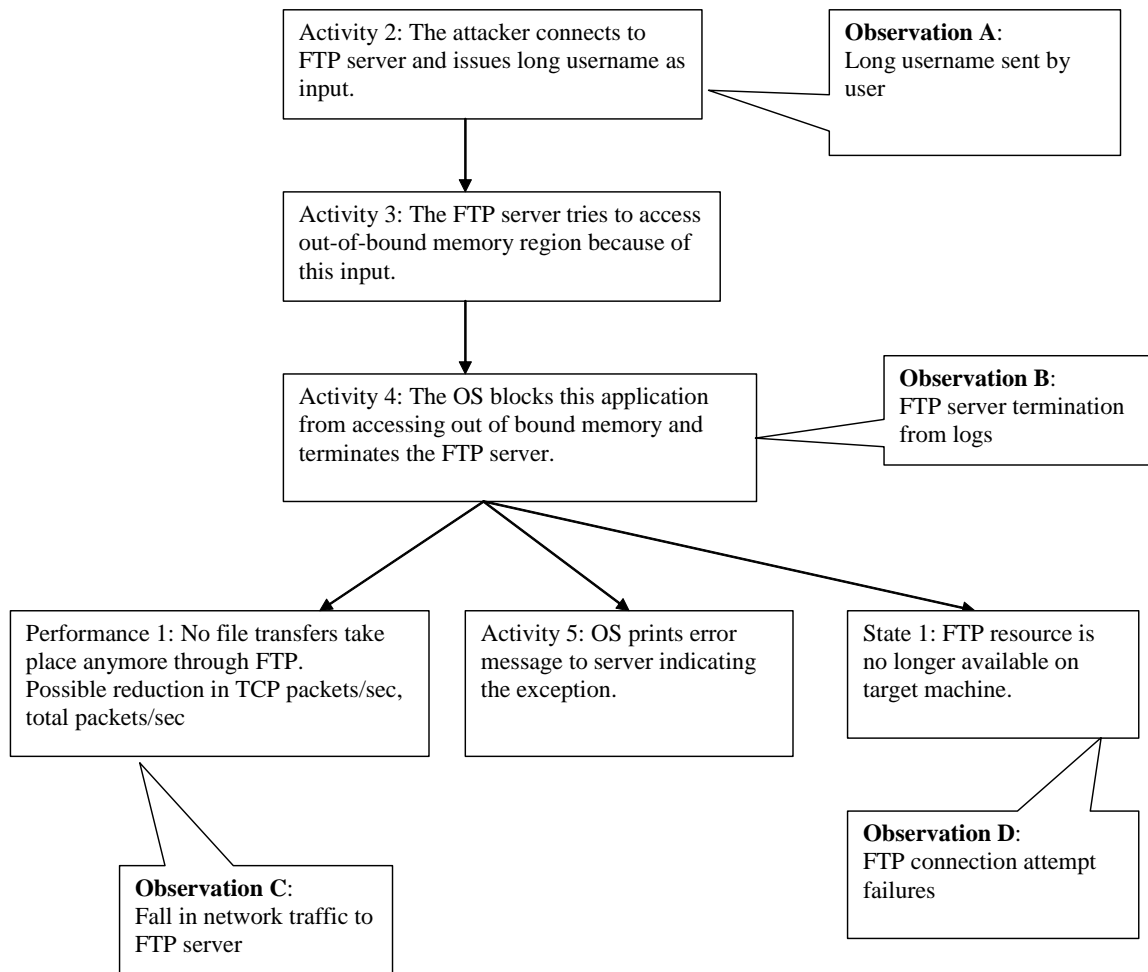 Activity 2: The attacker connects to
FTP server and issues long username as
input.
Observation A:
Long username sent by
user
Activity 3: The FTP server tries to access
out-of-bound memory region because of
this input.
Activity 4: The OS blocks this application
from accessing out of bound memory and
terminates the FTP server.
Observation B:
FTP server termination
from logs
Performance 1: No file transfers take
place anymore through FTP.
Possible reduction in TCP packets/sec,
total packets/sec
Activity 5: OS prints error
message to server indicating
the exception.
State 1: FTP resource is
no longer available on
target machine.
Observation C:
Fall in network traffic to
FTP server
Observation D:
FTP connection attempt
failures